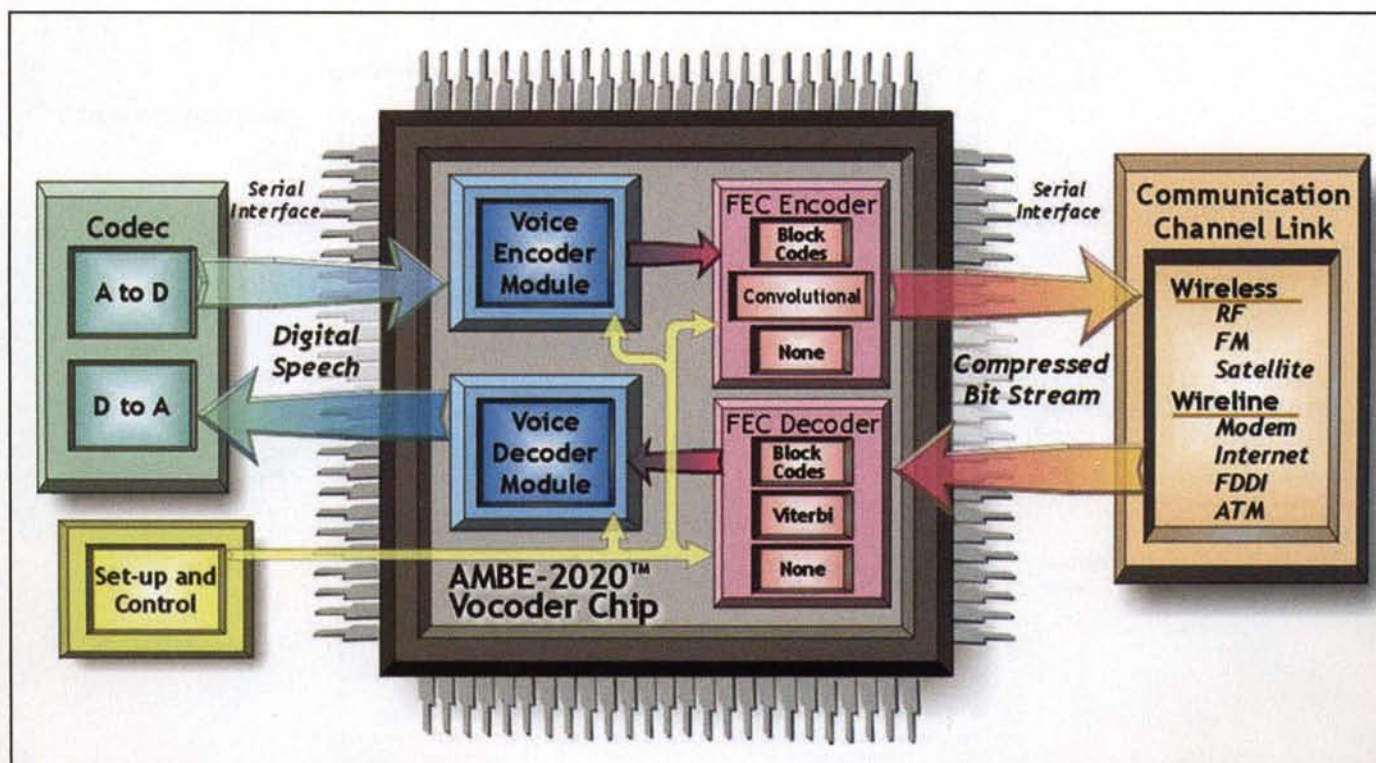 Codec
A to D
D to A
Set-up and
Control
Serial
Interface
Digital
Speech
Voice
Encoder
Module
Voice
Decoder
Module
AMBE-2020™
Vocoder Chip
FEC Encoder
Block
Codes
Convolutional
None
FEC Decoder
Block
Codes
Viterbi
None
Serial
Interface
Compressed
Bit Stream
Communication
Channel Link
Wireless
RF
FM
Satellite
Wireline
Modem
Internet
FDDI
ATM